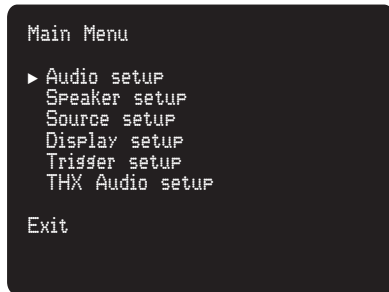 Main Menu
► Audio setup
Speaker setup
Source setup
Display setup
Trigger setup
THX Audio setup
Exit